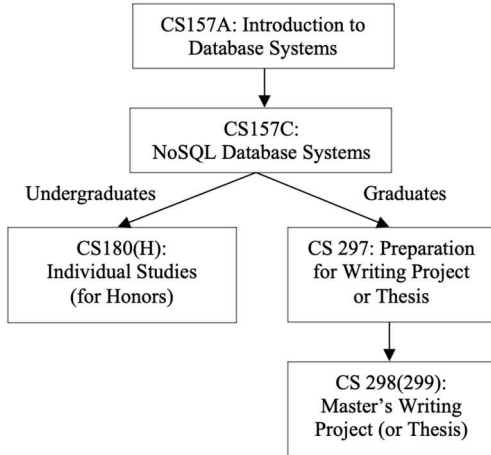 CS157A: Introduction to
Database Systems
CS157C:
NoSQL Database Systems
Undergraduates
Graduates
CS180(H):
Individual Studies
(for Honors)
CS 297: Preparation
for Writing Project
or Thesis
CS 298(299):
Master’s Writing
Project (or Thesis)